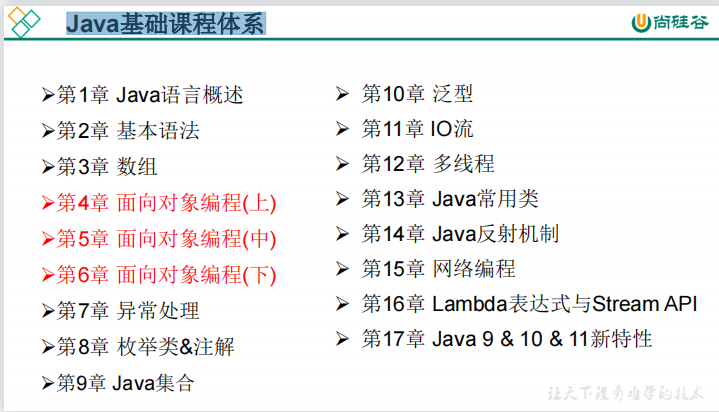 Java基础课程体系
尚硅谷
➢第1章 Java语言概述
➢第2章 基本语法
➢第3章 数组
➢第4章 面向对象编程(上)
➢第5章 面向对象编程(中)
➢第6章 面向对象编程(下)
➢第7章 异常处理
➢第8章 枚举类&注解
➢第9章 Java集合
➢ 第10章 泛型
➢ 第11章 IO流
➢ 第12章 多线程
➢ 第13章 Java常用类
➢ 第14章 Java反射机制
➢ 第15章 网络编程
➢ 第16章 Lambda表达式与Stream API
➢ 第17章 Java 9 & 10 & 11新特性
让天下没有难学的技术